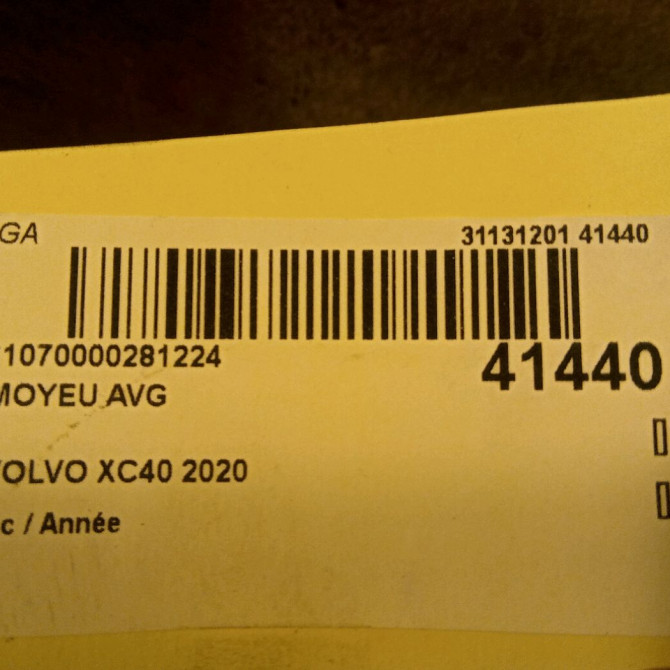 GA
31131201 41440
1070000281224
41440
MOYEU AVG
VOLVO XC40 2020
c / Année